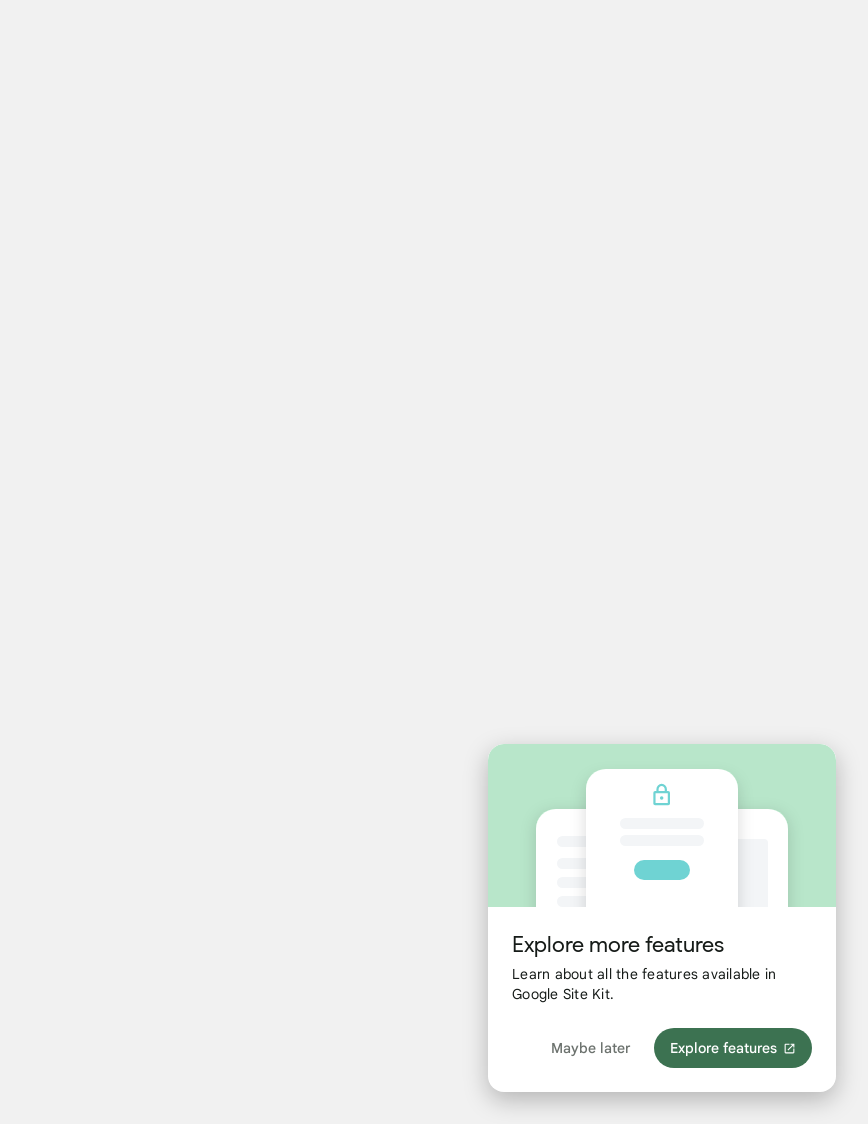 Explore more features
Learn about all the features available in
Google Site Kit.
Maybe later
Explore features